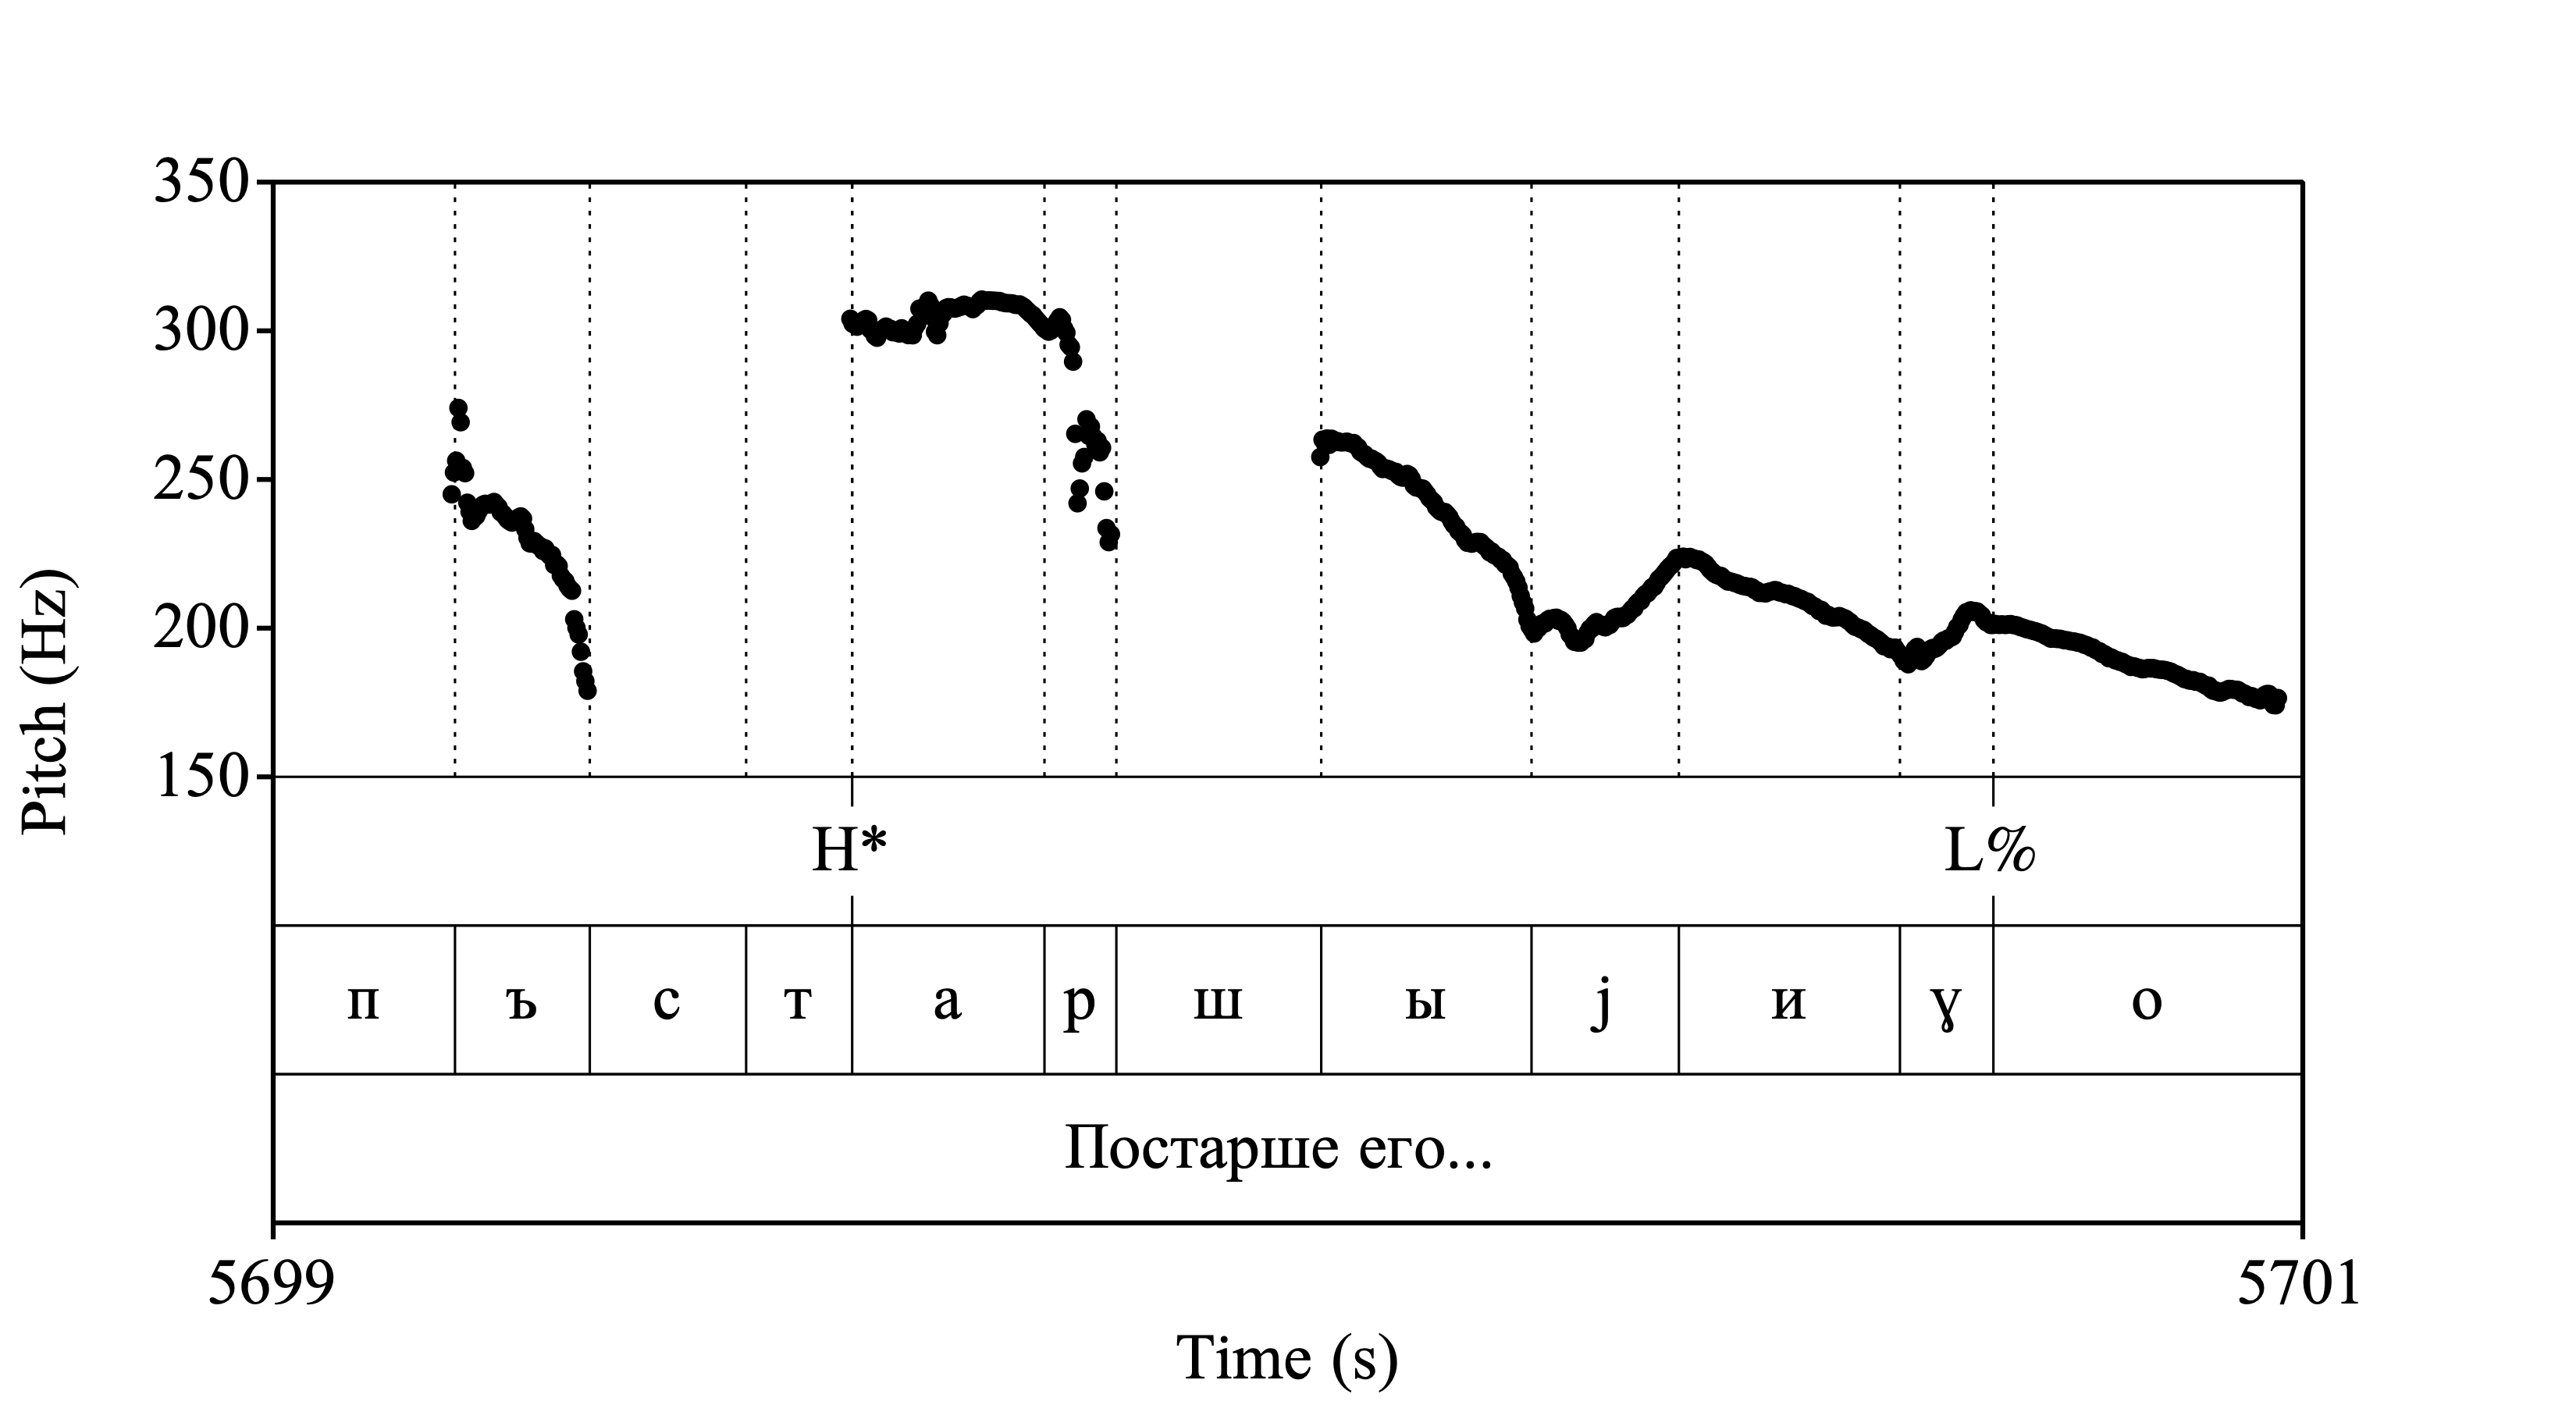 350
300
250
200
150
Pitch (Hz)
H* L%
п ъ с т а р ш ы j и ɣ о
Постарше его...
5699 5701
Time (s)